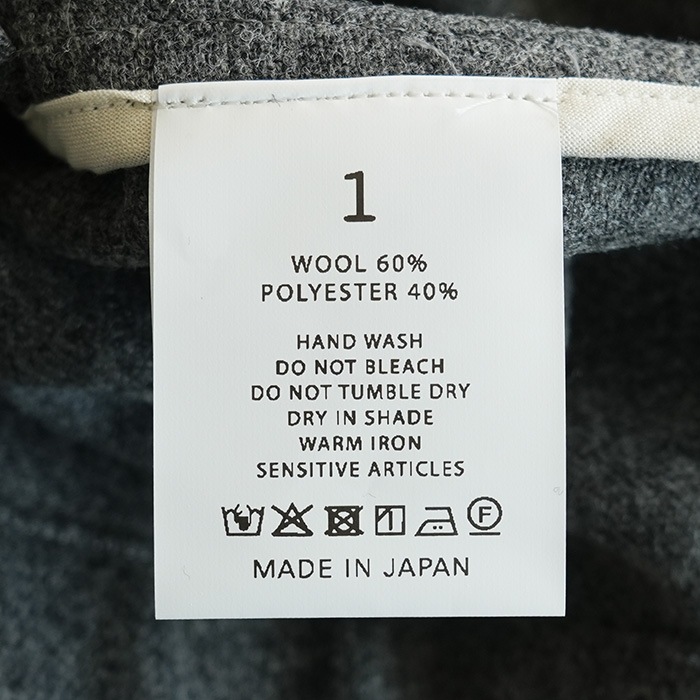 1
WOOL 60%
POLYESTER 40%
HAND WASH
DO NOT BLEACH
DO NOT TUMBLE DRY
DRY IN SHADE
WARM IRON
SENSITIVE ARTICLES
F
MADE IN JAPAN